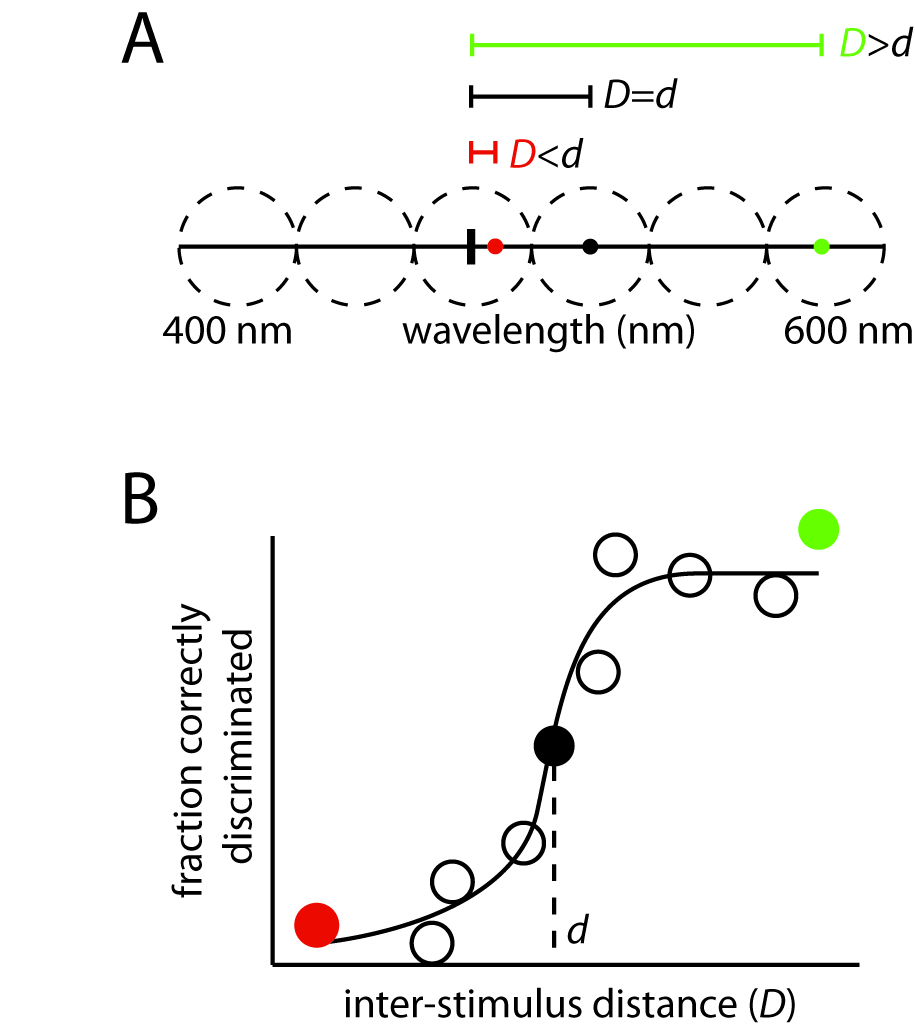 A
D>d
D=d
D<d
400 nm
wavelength (nm)
600 nm
B
fraction correctly
discriminated
d
inter-stimulus distance (D)